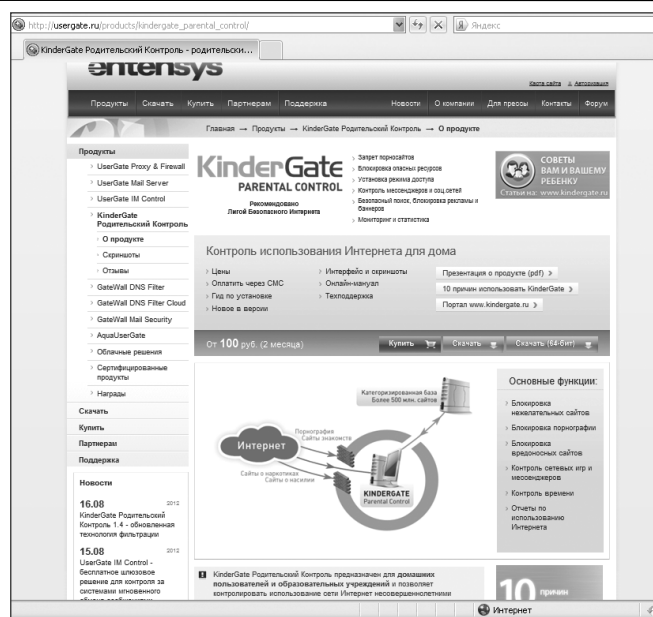 http://usergate.ru/products/kindergate_parental_control/
Яндекс
KinderGate Родительский Контроль - родительски...
entensys
Карта сайта Авторизация
Продукты Скачать Купить Партнерам Поддержка Новости О компании Для прессы Контакты Форум
Главная → Продукты → KinderGate Родительский Контроль → О продукте
Продукты
UserGate Proxy & Firewall
UserGate Mail Server
UserGate IM Control
KinderGate
Родительский Контроль
О продукте
Скриншоты
Отзывы
GateWall DNS Filter
GateWall DNS Filter Cloud
GateWall Mail Security
AquaUserGate
Облачные решения
Сертифицированные
продукты
Награды
Скачать
Купить
Партнерам
Поддержка
Новости
16.08 2012
KinderGate Родительский
Контроль 1.4 - обновленная
технология фильтрации
15.08 2012
UserGate IM Control -
бесплатное шлюзовое
решение для контроля за
системами мгновенного
обмена сообщениями
KinderGate
PARENTAL CONTROL
Рекомендовано
Лигой Безопасного Интернета
Запрет порносайтов
Блокировка опасных ресурсов
Установка режима доступа
Контроль мессенджеров и соц.сетей
Безопасный поиск, блокировка рекламы и
баннеров
Мониторинг и статистика
СОВЕТЫ
ВАМ И ВАШЕМУ
РЕБЕНКУ
Статьи на: www.kindergate.ru
Контроль использования Интернета для дома
Цены
Оплатить через СМС
Гид по установке
Новое в версии
Интерфейс и скриншоты
Онлайн-мануал
Техподдержка
Презентация о продукте (pdf)
10 причин использовать KinderGate
Портал www.kindergate.ru
От 100 руб. (2 месяца)
Купить
Скачать
Скачать (64-бит)
Категоризированная база
Более 500 млн. сайтов
Порнография
Сайты знакомств
Интернет
Сайты о наркотиках
Сайты о насилии
KINDERGATE
Parental Control
Основные функции:
Блокировка
нежелательных сайтов
Блокировка порнографии
Блокировка
вредоносных сайтов
Контроль сетевых игр и
мессенджеров
Контроль времени
Отчеты по
использованию
Интернета
KinderGate Родительский Контроль предназначен для домашних
пользователей и образовательных учреждений и позволяет
контролировать использование сети Интернет несовершеннолетними
10 причин
Интернет